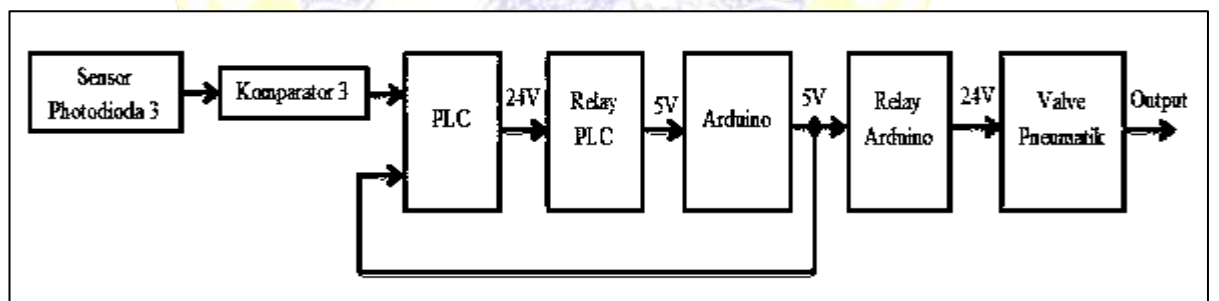 Sensor
Photodioda 3
Komparator 3
PLC
24V
Relay
PLC
5V
Arduino
5V
Relay
Arduino
24V
Valve
Pneumatik
Output